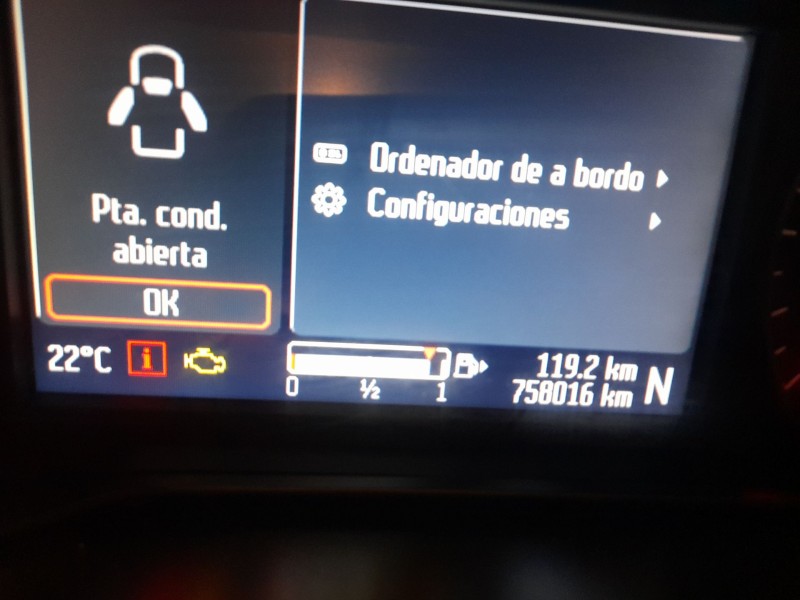 Ordenador de a bordo
Configuraciones
Pta. cond.
abierta
OK
22°C
i
0
½
1
119.2 km
758016 km
N